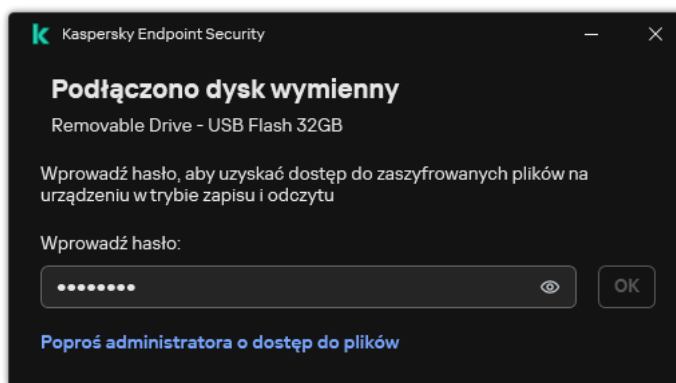 Kaspersky Endpoint Security
Podłączono dysk wymienny
Removable Drive - USB Flash 32GB
Wprowadź hasło, aby uzyskać dostęp do zaszyfrowanych plików na
urządzeniu w trybie zapisu i odczytu
Wprowadź hasło:
••••••••
OK
Poproś administratora o dostęp do plików